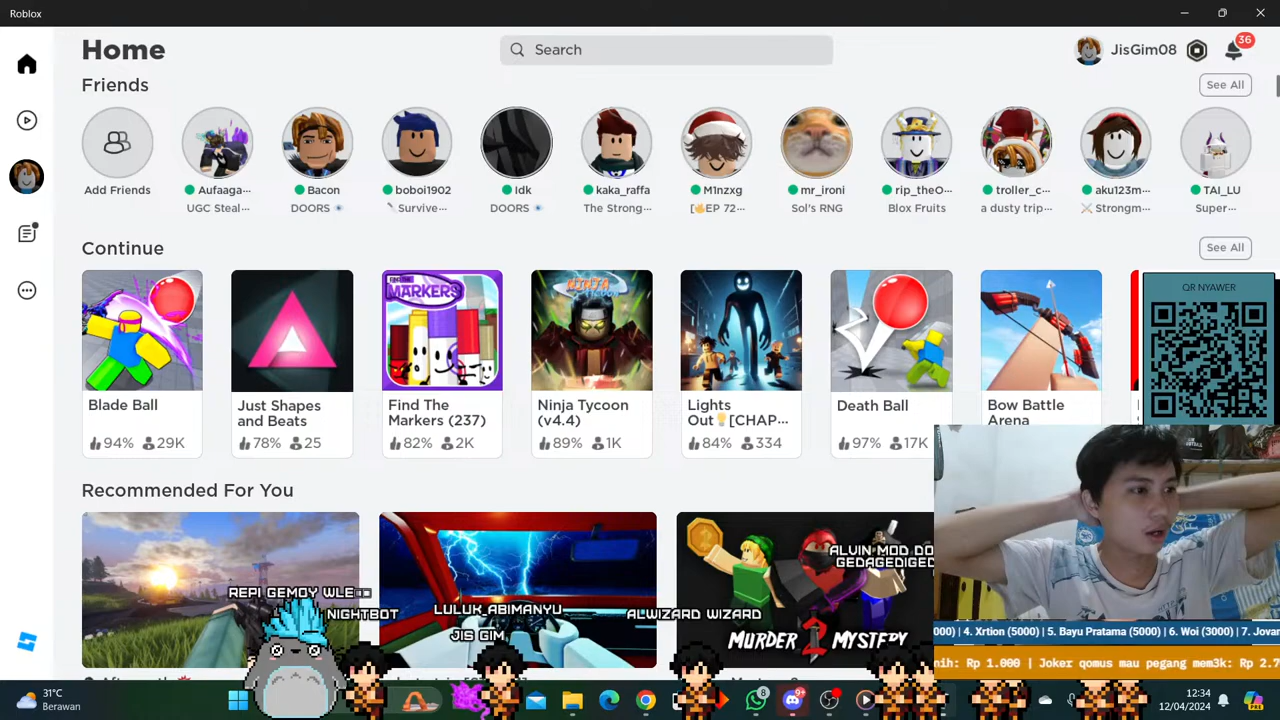 Roblox
Home
Search
JisGim08
36
Friends
See All
Add Friends
Aufaaga...
Bacon
boboi1902
Idk
kaka_raffa
M1nzxg
mr_ironi
rip_theO...
troller_c...
aku123m...
TAI_LU
UGC Steal...
DOORS
Survive...
DOORS
The Strong...
[👋EP 72...
Sol's RNG
Blox Fruits
a dusty trip...
⚔ Strongm...
Super...
Continue
See All
QR NYAWER
MARKERS
NINJA
Blade Ball
Just Shapes
and Beats
Find The
Markers (237)
Ninja Tycoon
(v4.4)
Lights
Out💡[CHAP...
Death Ball
Bow Battle
Arena
94% 29K
78% 25
82% 2K
89% 1K
84% 334
97% 17K
Recommended For You
ALVIN MOD DO
GEDAGEDIGED
REPI GEMOY WLE
NIGHTBOT
LULUK ABIMANYU
JIS GIM
ALWIZARD WIZARD
MURDER 2 MYSTERY
000) | 4. Xrtion (5000) | 5. Bayu Pratama (5000) | 6. Woi (3000) | 7. Jovan
nih: Rp 1.000 | Joker qomus mau pegang mem3k: Rp 2.7
31°C
Berawan
8
9+
12:34
12/04/2024